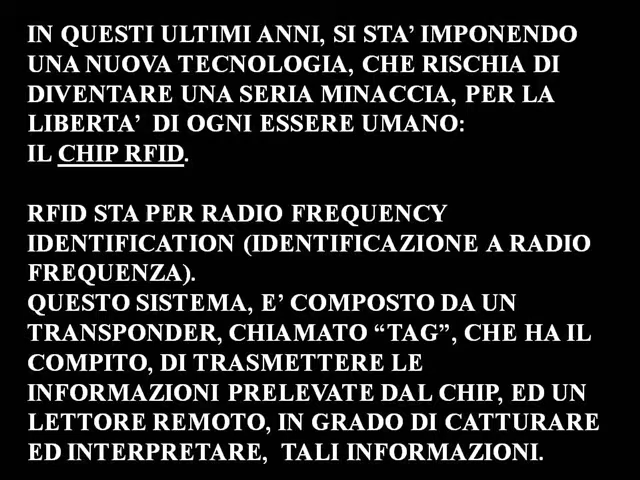 IN QUESTI ULTIMI ANNI, SI STA’ IMPONENDO
UNA NUOVA TECNOLOGIA, CHE RISCHIA DI
DIVENTARE UNA SERIA MINACCIA, PER LA
LIBERTA’ DI OGNI ESSERE UMANO:
IL CHIP RFID.
RFID STA PER RADIO FREQUENCY
IDENTIFICATION (IDENTIFICAZIONE A RADIO
FREQUENZA).
QUESTO SISTEMA, E’ COMPOSTO DA UN
TRANSPONDER, CHIAMATO “TAG”, CHE HA IL
COMPITO, DI TRASMETTERE LE
INFORMAZIONI PRELEVATE DAL CHIP, ED UN
LETTORE REMOTO, IN GRADO DI CATTURARE
ED INTERPRETARE, TALI INFORMAZIONI.